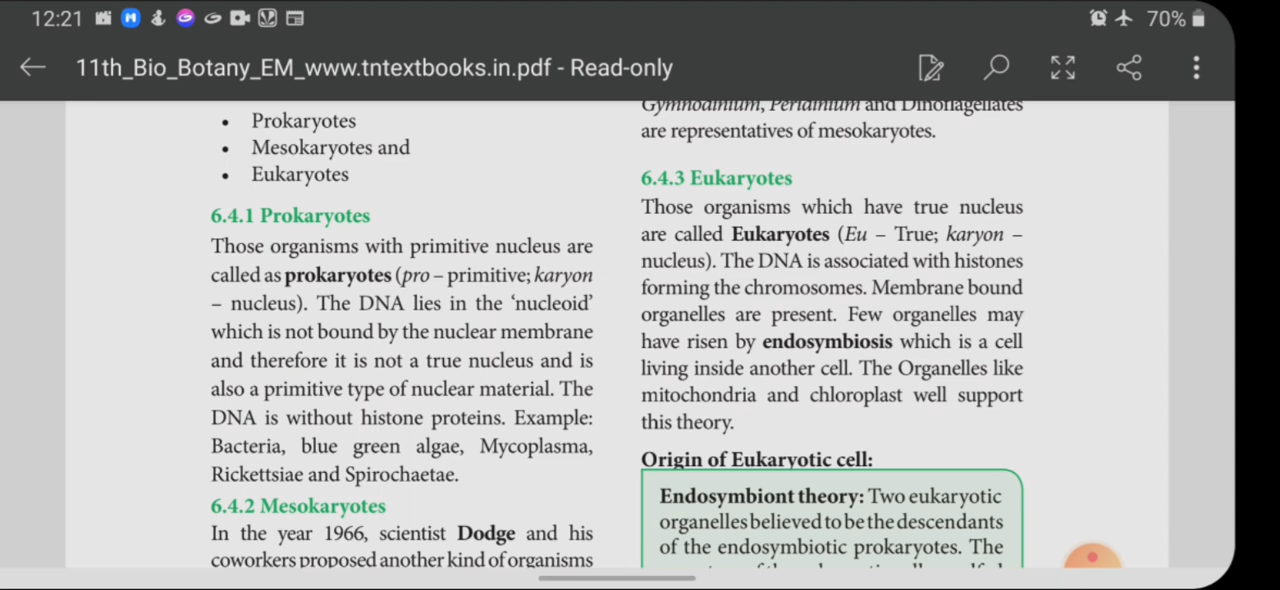 12:21
70%
11th_Bio_Botany_EM_www.tntextbooks.in.pdf - Read-only
• Prokaryotes
• Mesokaryotes and
• Eukaryotes
6.4.1 Prokaryotes
Those organisms with primitive nucleus are
called as prokaryotes (pro – primitive; karyon
– nucleus). The DNA lies in the ‘nucleoid’
which is not bound by the nuclear membrane
and therefore it is not a true nucleus and is
also a primitive type of nuclear material. The
DNA is without histone proteins. Example:
Bacteria, blue green algae, Mycoplasma,
Rickettsiae and Spirochaetae.
6.4.2 Mesokaryotes
In the year 1966, scientist Dodge and his
coworkers proposed another kind of organisms
Gymnodinium, Peridinium and Dinoflagellates
are representatives of mesokaryotes.
6.4.3 Eukaryotes
Those organisms which have true nucleus
are called Eukaryotes (Eu – True; karyon –
nucleus). The DNA is associated with histones
forming the chromosomes. Membrane bound
organelles are present. Few organelles may
have risen by endosymbiosis which is a cell
living inside another cell. The Organelles like
mitochondria and chloroplast well support
this theory.
Origin of Eukaryotic cell:
Endosymbiont theory: Two eukaryotic
organelles believed to be the descendants
of the endosymbiotic prokaryotes. The